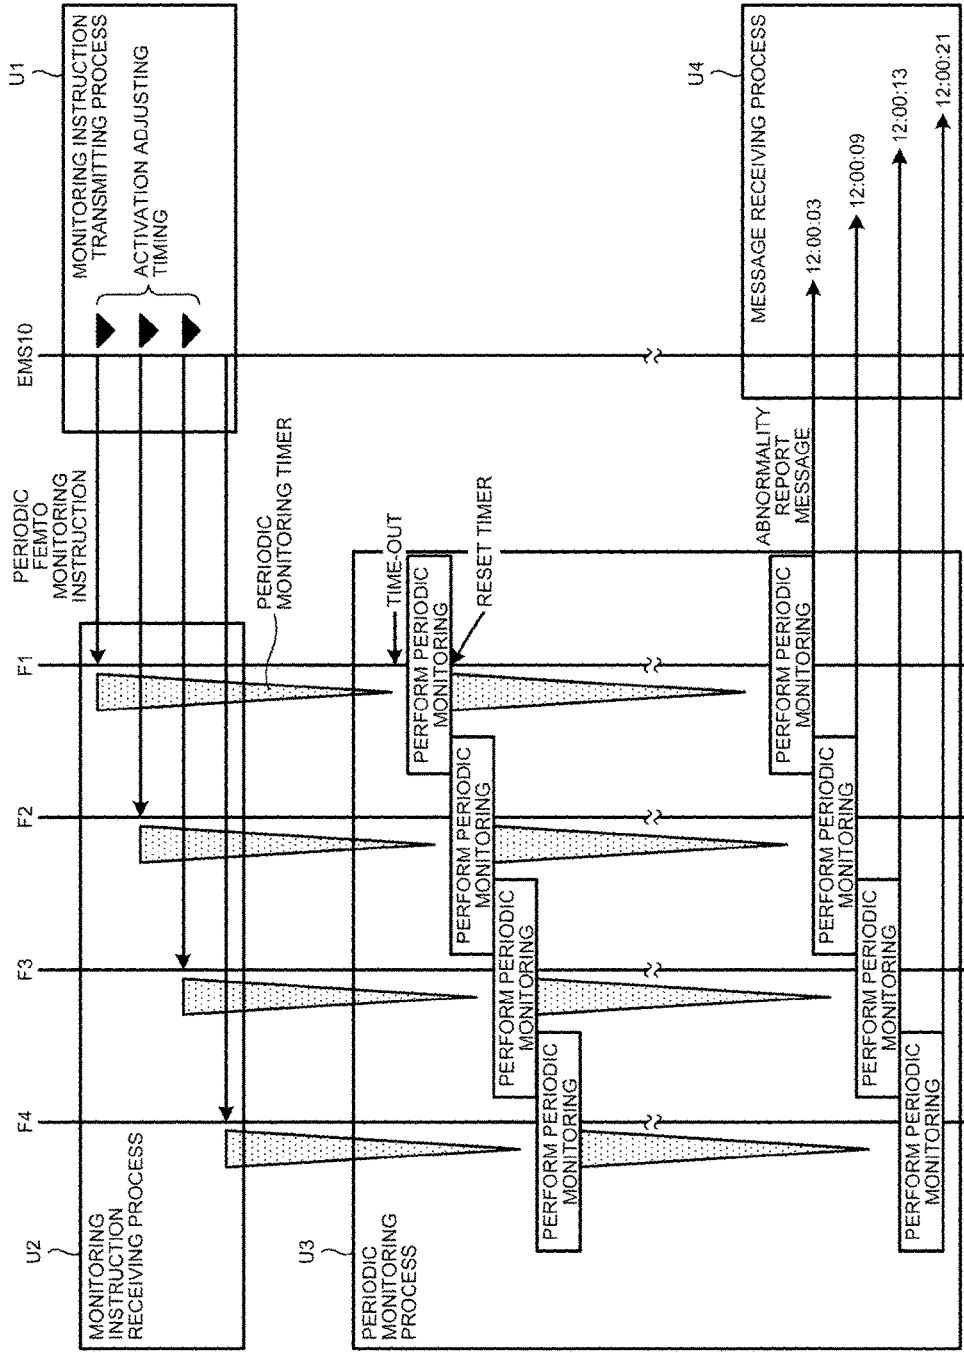 U1
MONITORING INSTRUCTION
TRANSMITTING PROCESS
ACTIVATION ADJUSTING
TIMING
EMS10
PERIODIC
FEMTO
MONITORING
INSTRUCTION
F1
F2
F3
F4
U2
MONITORING
INSTRUCTION
RECEIVING PROCESS
PERIODIC
MONITORING TIMER
U3
PERIODIC
MONITORING
PROCESS
TIME-OUT
RESET TIMER
PERFORM PERIODIC
MONITORING
PERFORM PERIODIC
MONITORING
PERFORM PERIODIC
MONITORING
PERFORM PERIODIC
MONITORING
U4
MESSAGE RECEIVING PROCESS
ABNORMALITY
REPORT
MESSAGE
PERFORM PERIODIC
MONITORING
PERFORM PERIODIC
MONITORING
PERFORM PERIODIC
MONITORING
PERFORM PERIODIC
MONITORING
12:00:03
12:00:09
12:00:13
12:00:21